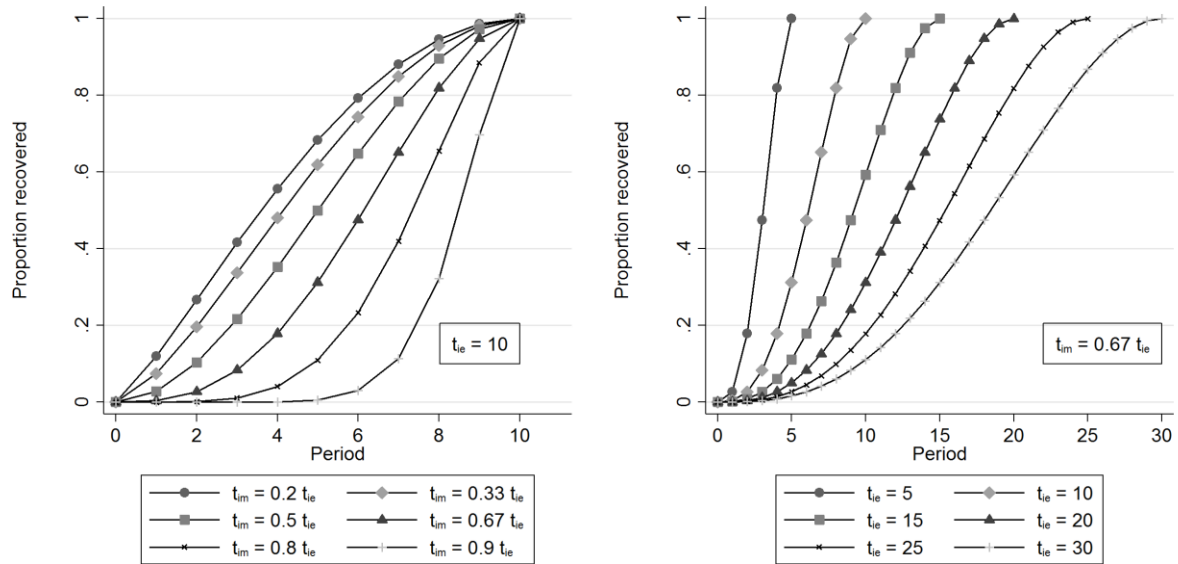 Proportion recovered
1
.8
.6
.4
.2
0
0 2 4 6 8 10
Period
t_ie = 10
t_im = 0.2 t_ie
t_im = 0.33 t_ie
t_im = 0.5 t_ie
t_im = 0.67 t_ie
t_im = 0.8 t_ie
t_im = 0.9 t_ie
Proportion recovered
1
.8
.6
.4
.2
0
0 5 10 15 20 25 30
Period
t_im = 0.67 t_ie
t_ie = 5
t_ie = 10
t_ie = 15
t_ie = 20
t_ie = 25
t_ie = 30